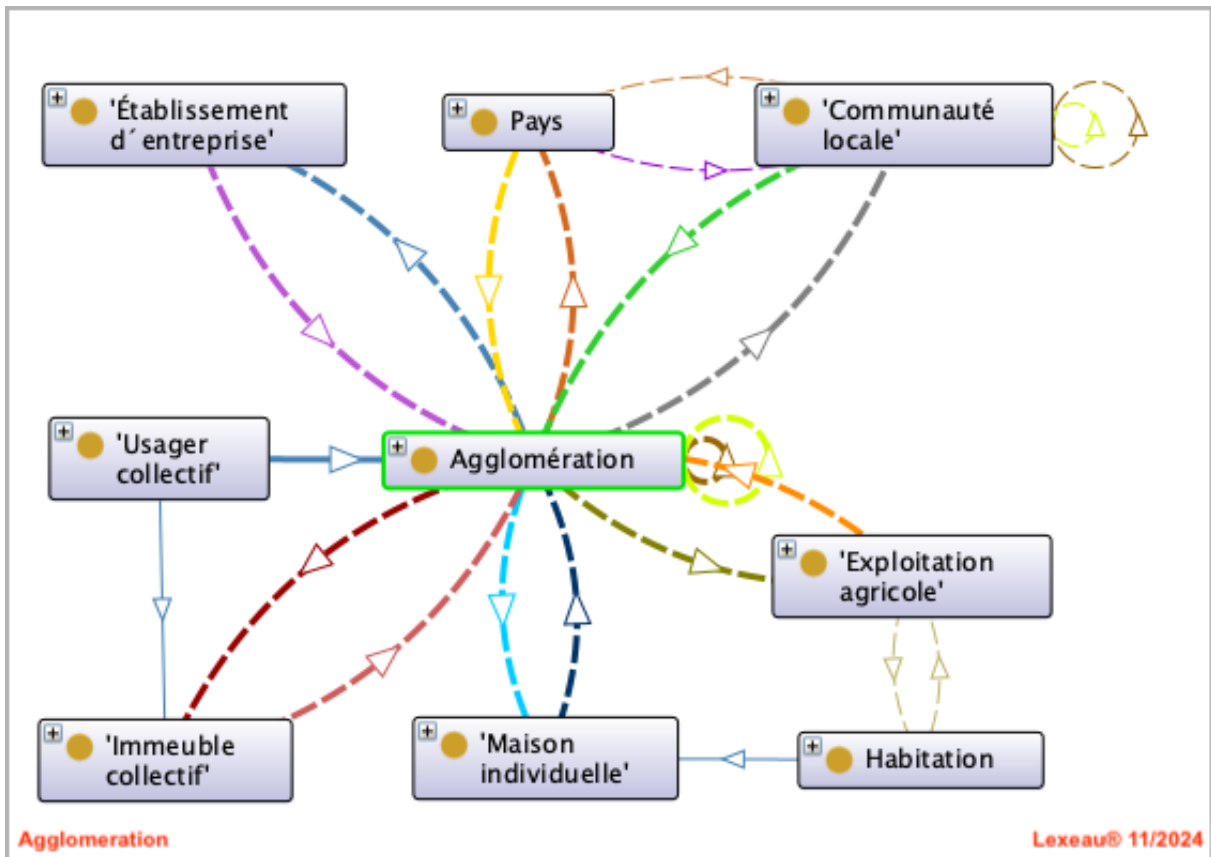 'Établissement
d´entreprise'
Pays
'Communauté
locale'
'Usager
collectif'
Agglomération
'Exploitation
agricole'
'Immeuble
collectif'
'Maison
individuelle'
Habitation
Agglomeration
Lexeau® 11/2024